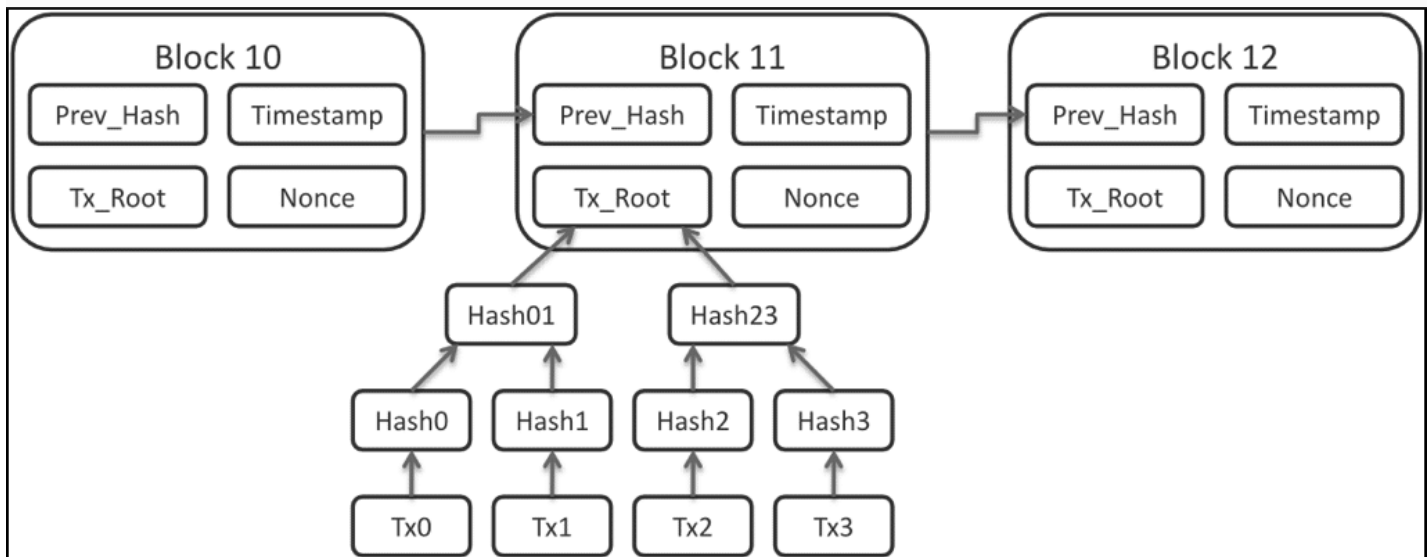 Block 10
Prev_Hash Timestamp
Tx_Root Nonce
Block 11
Prev_Hash Timestamp
Tx_Root Nonce
Block 12
Prev_Hash Timestamp
Tx_Root Nonce
Hash01 Hash23
Hash0 Hash1 Hash2 Hash3
Tx0 Tx1 Tx2 Tx3